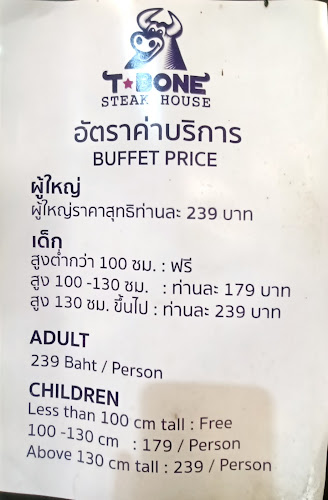 T★BONE
STEAK HOUSE
อัตราค่าบริการ
BUFFET PRICE
ผู้ใหญ่
ผู้ใหญ่ราคาสุทธิท่านละ 239 บาท
เด็ก
สูงต่ำกว่า 100 ซม. : ฟรี
สูง 100 -130 ซม. : ท่านละ 179 บาท
สูง 130 ซม. ขึ้นไป : ท่านละ 239 บาท
ADULT
239 Baht / Person
CHILDREN
Less than 100 cm tall : Free
100 -130 cm : 179 / Person
Above 130 cm tall : 239 / Person